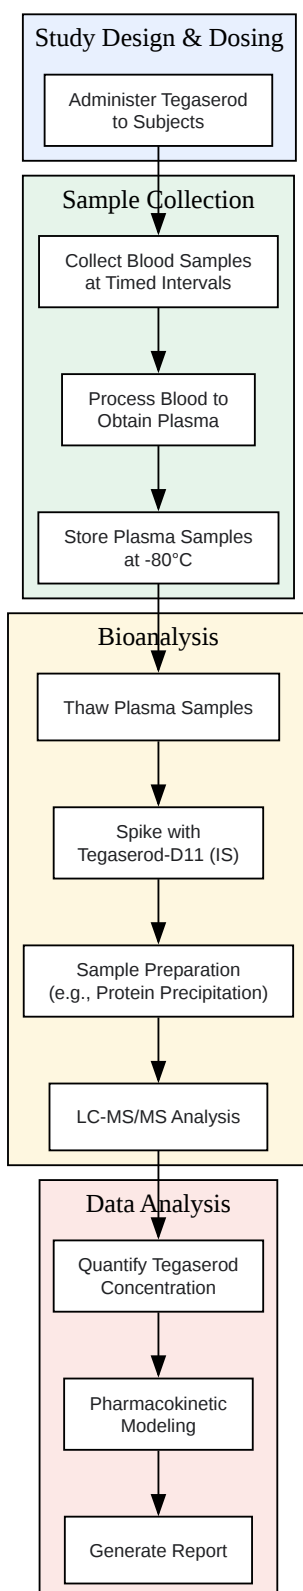 Study Design & Dosing
Administer Tegaserod
to Subjects
Sample Collection
Collect Blood Samples
at Timed Intervals
Process Blood to
Obtain Plasma
Store Plasma Samples
at -80°C
Bioanalysis
Thaw Plasma Samples
Spike with
Tegaserod-D11 (IS)
Sample Preparation
(e.g., Protein Precipitation)
LC-MS/MS Analysis
Data Analysis
Quantify Tegaserod
Concentration
Pharmacokinetic
Modeling
Generate Report